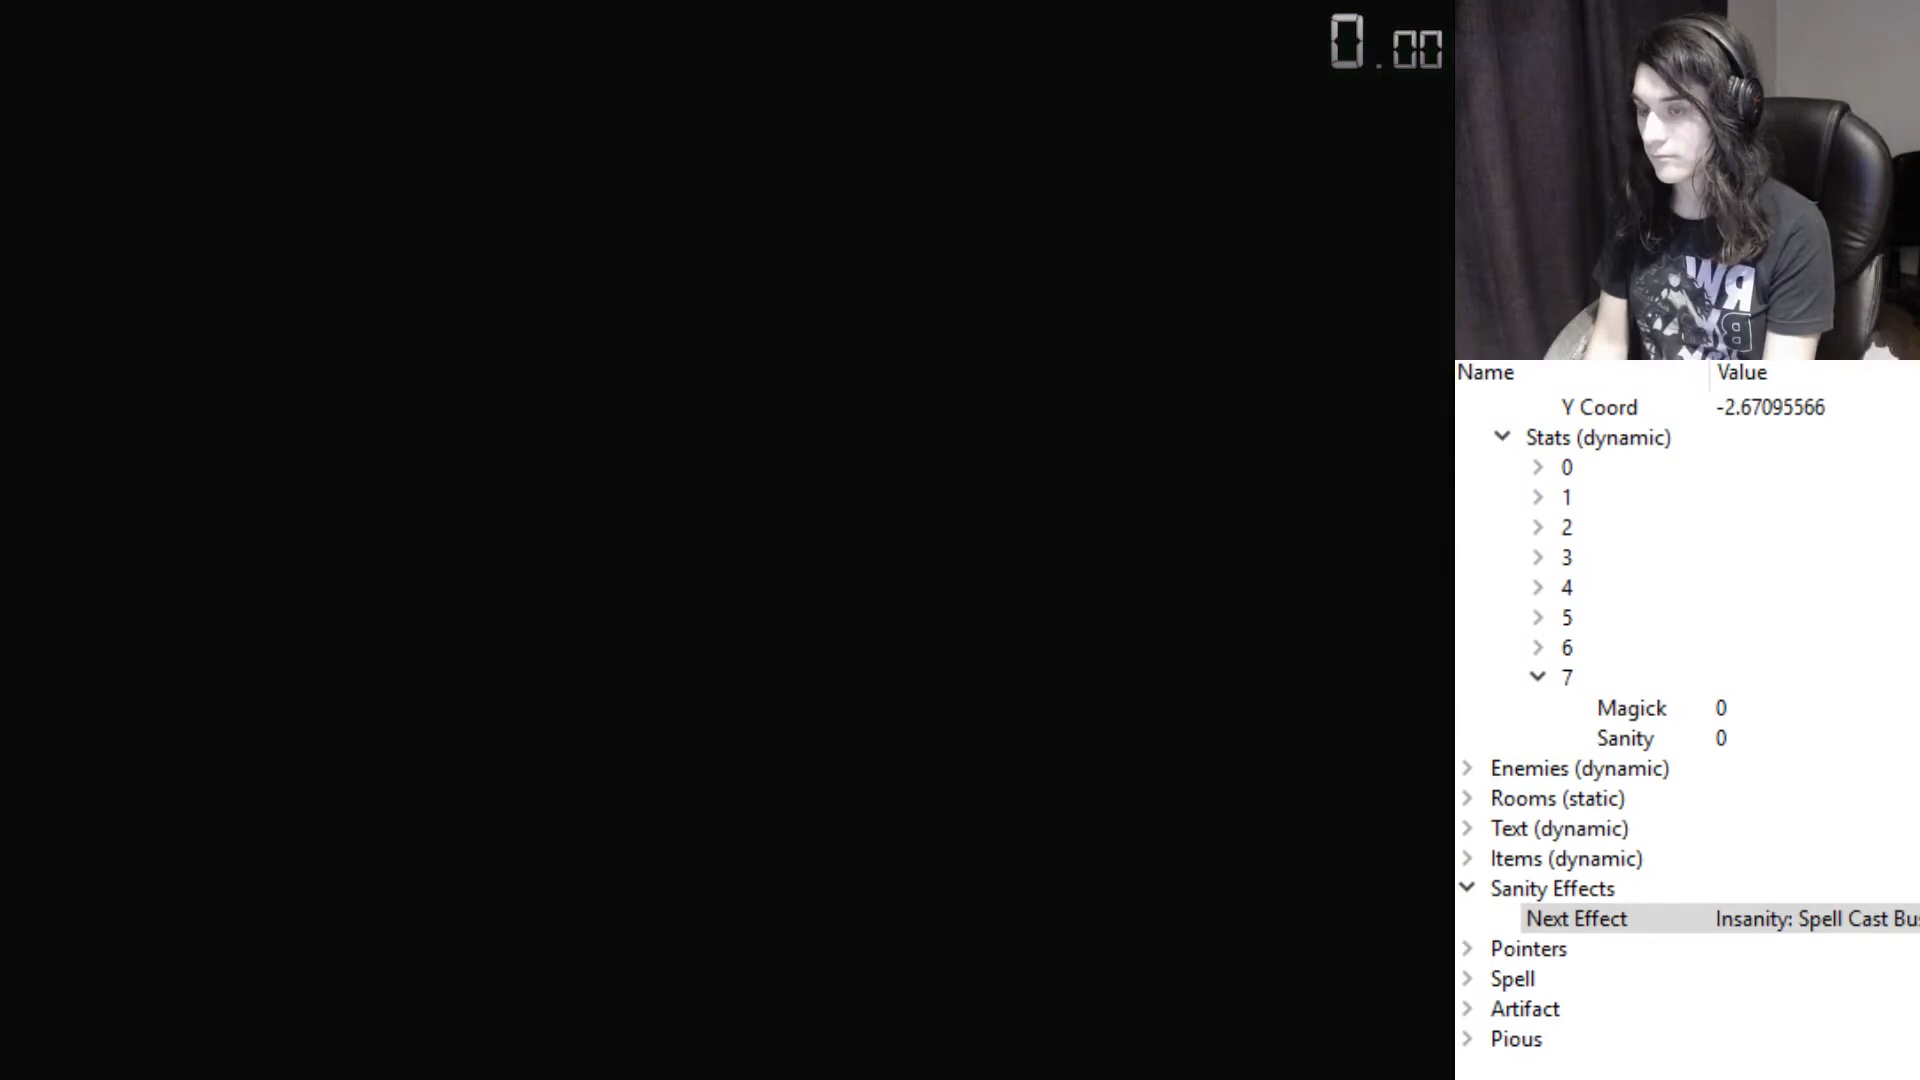 0.00
Name Value
Y Coord -2.67095566
Stats (dynamic)
0
1
2
3
4
5
6
7
Magick 0
Sanity 0
Enemies (dynamic)
Rooms (static)
Text (dynamic)
Items (dynamic)
Sanity Effects
Next Effect Insanity: Spell Cast Bus
Pointers
Spell
Artifact
Pious